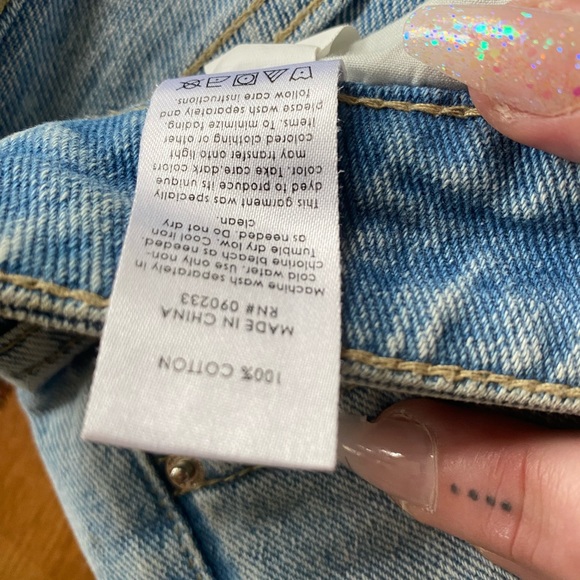 100% COTTON
MADE IN CHINA
RN# 090233
Machine wash separately in
cold water. Use only non-
chlorine bleach as needed.
Tumble dry low. Cool iron
as needed. Do not dry
clean.
This garment was specially
dyed to produce its unique
color. Take care,dark colors
may transfer onto light
colored clothing or other
items. To minimize fading
please wash separately and
follow care instructions.